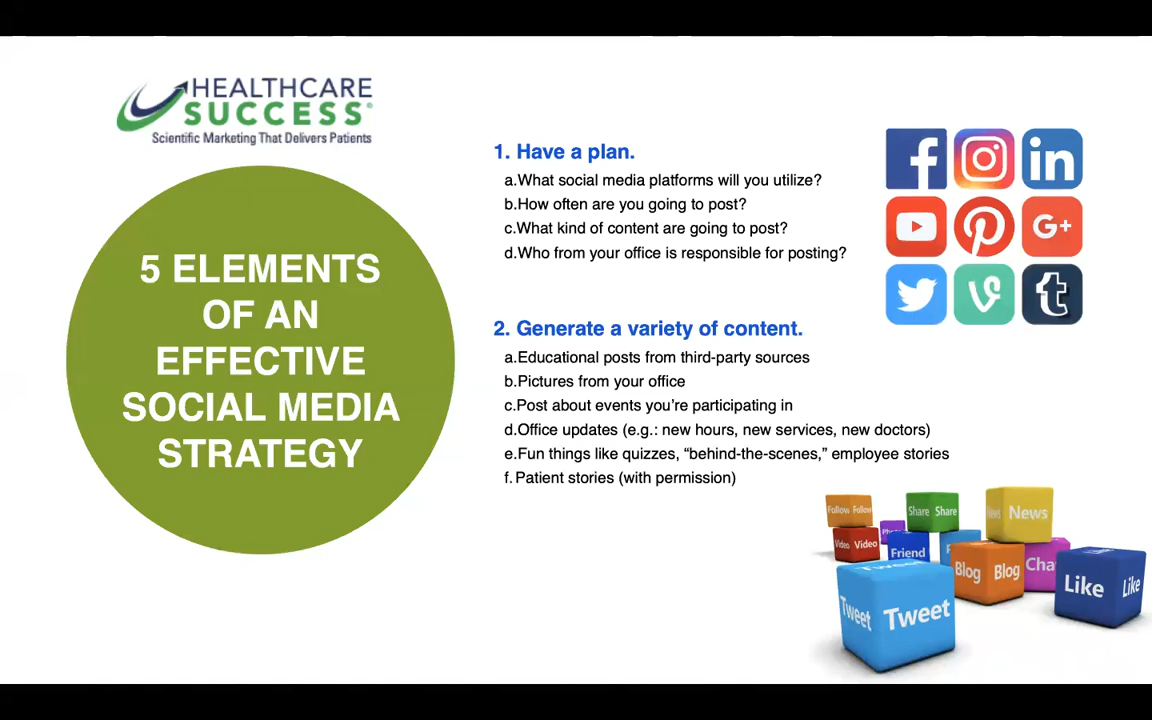 HEALTHCARE
SUCCESS®
Scientific Marketing That Delivers Patients
5 ELEMENTS
OF AN
EFFECTIVE
SOCIAL MEDIA
STRATEGY
1. Have a plan.
a.What social media platforms will you utilize?
b.How often are you going to post?
c.What kind of content are going to post?
d.Who from your office is responsible for posting?
2. Generate a variety of content.
a.Educational posts from third-party sources
b.Pictures from your office
c.Post about events you’re participating in
d.Office updates (e.g.: new hours, new services, new doctors)
e.Fun things like quizzes, “behind-the-scenes,” employee stories
f. Patient stories (with permission)
f
in
G+
t
Follow Follow
Share Share
News News
Video Video
Friend
Blog Blog
Cha
Like Like
Tweet
Tweet Tweet